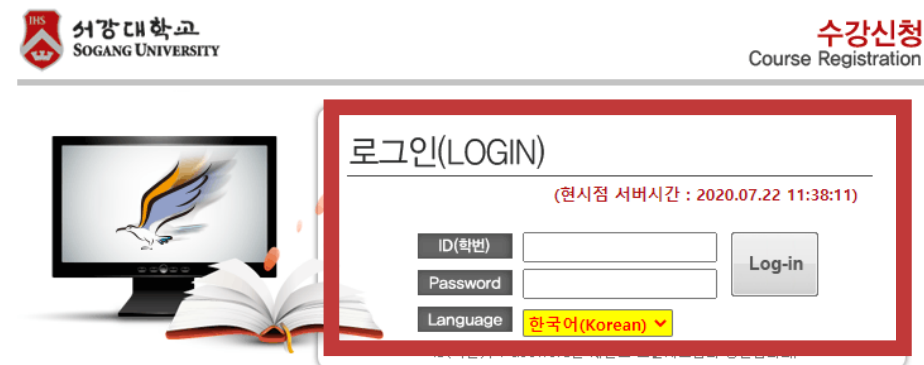 IHS
서강대학교
SOGANG UNIVERSITY
수강신청
Course Registration
로그인(LOGIN)
(현시점 서버시간 : 2020.07.22 11:38:11)
ID(학번)
Log-in
Password
Language 한국어(Korean)